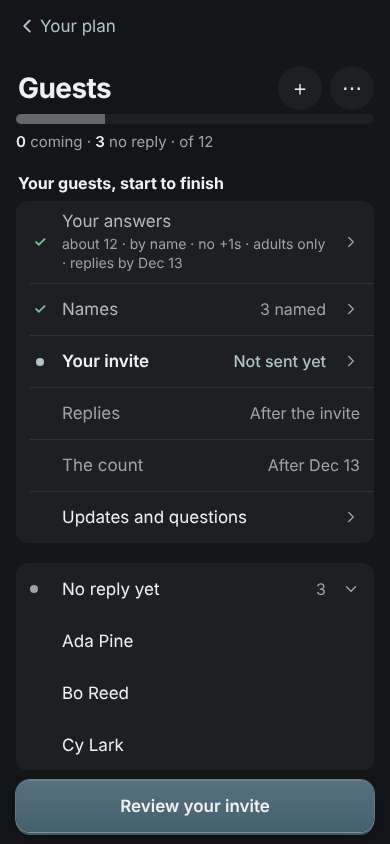 Your plan
Guests
0 coming · 3 no reply · of 12
Your guests, start to finish
Your answers
about 12 · by name · no +1s · adults only
· replies by Dec 13
Names 3 named
Your invite Not sent yet
Replies After the invite
The count After Dec 13
Updates and questions
No reply yet 3
Ada Pine
Bo Reed
Cy Lark
Review your invite